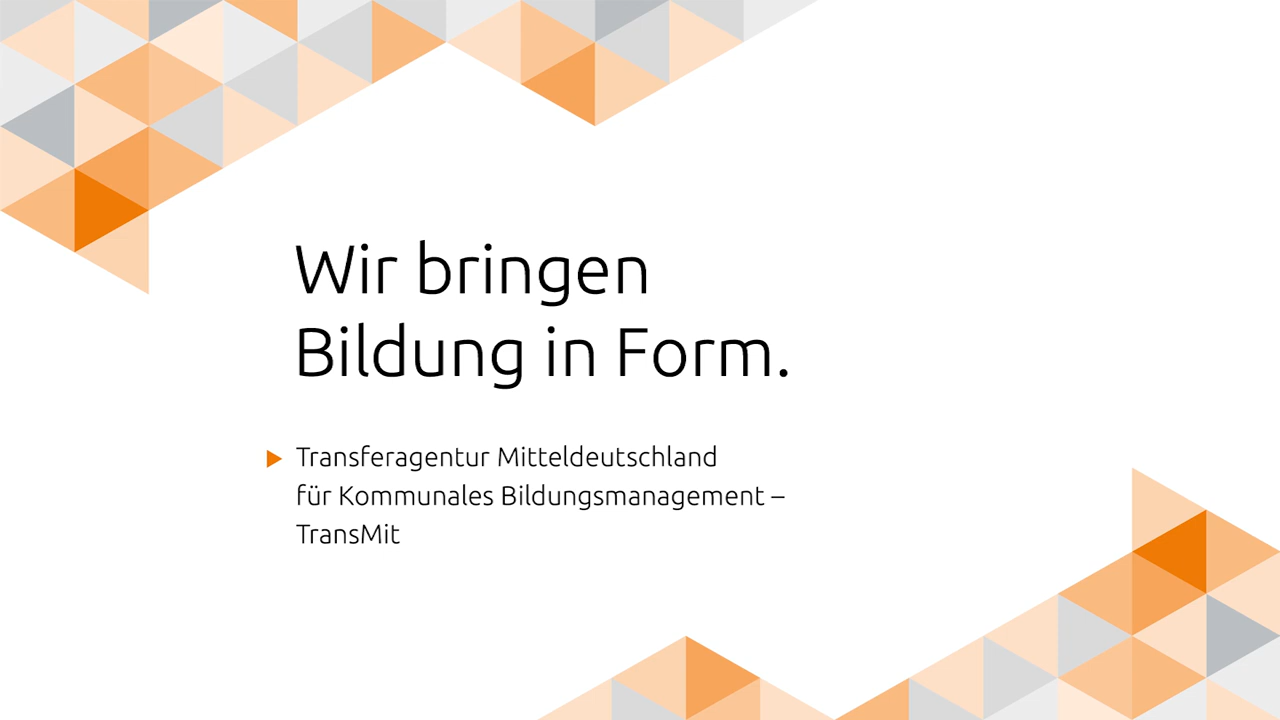 Wir bringen
Bildung in Form.
Transferagentur Mitteldeutschland
für Kommunales Bildungsmanagement –
TransMit